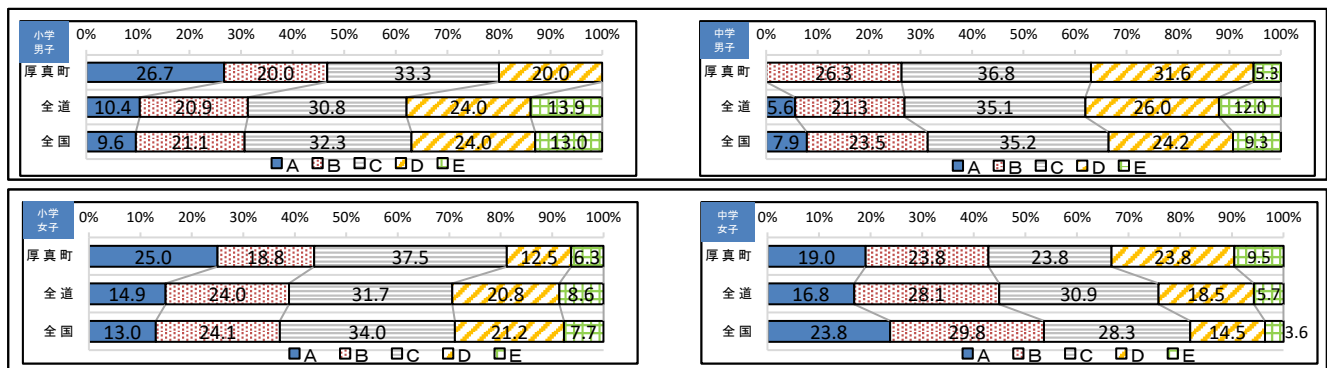 小学
男子
0% 10% 20% 30% 40% 50% 60% 70% 80% 90% 100%
厚真町 26.7 20.0 33.3 20.0
全道 10.4 20.9 30.8 24.0 13.9
全国 9.6 21.1 32.3 24.0 13.0
A B C D E
中学
男子
0% 10% 20% 30% 40% 50% 60% 70% 80% 90% 100%
厚真町 26.3 36.8 31.6 5.3
全道 5.6 21.3 35.1 26.0 12.0
全国 7.9 23.5 35.2 24.2 9.3
A B C D E
小学
女子
0% 10% 20% 30% 40% 50% 60% 70% 80% 90% 100%
厚真町 25.0 18.8 37.5 12.5 6.3
全道 14.9 24.0 31.7 20.8 8.6
全国 13.0 24.1 34.0 21.2 7.7
A B C D E
中学
女子
0% 10% 20% 30% 40% 50% 60% 70% 80% 90% 100%
厚真町 19.0 23.8 23.8 23.8 9.5
全道 16.8 28.1 30.9 18.5 5.7
全国 23.8 29.8 28.3 14.5 3.6
A B C D E